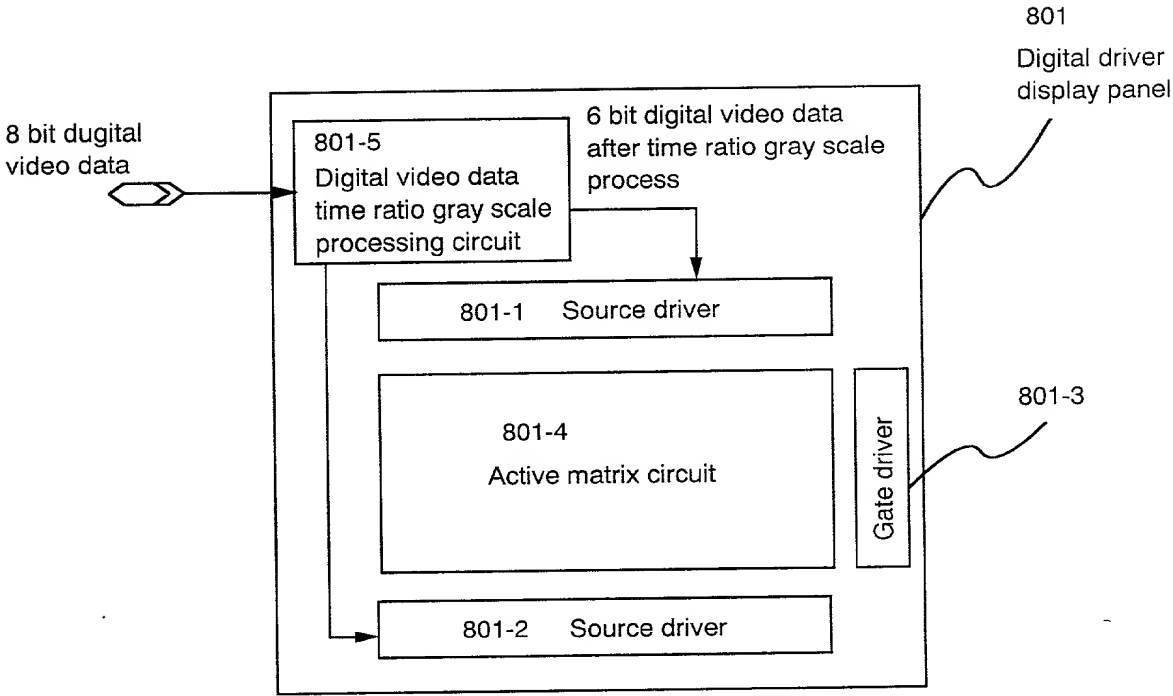 801
Digital driver
display panel
8 bit dugital
video data
801-5
Digital video data
time ratio gray scale
processing circuit
6 bit digital video data
after time ratio gray scale
process
801-1 Source driver
801-4
Active matrix circuit
Gate driver
801-3
801-2 Source driver